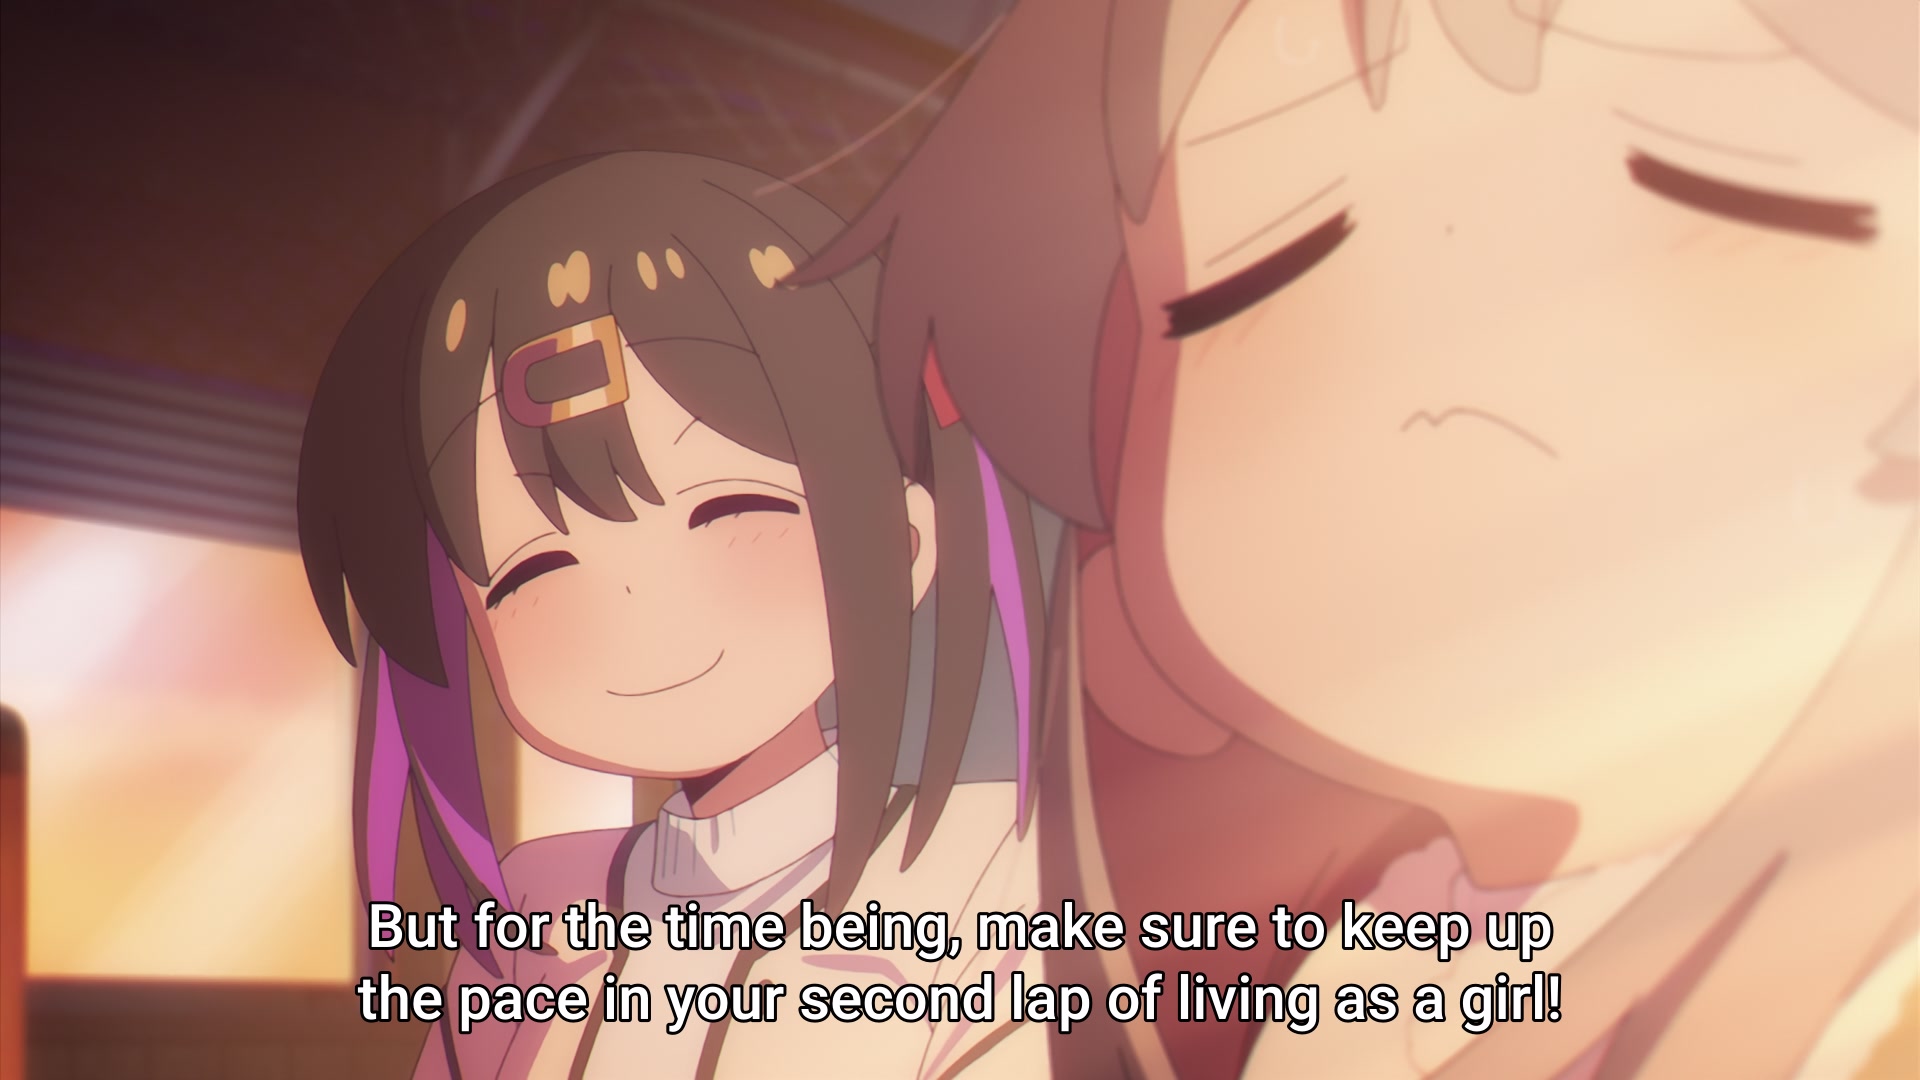 But for the time being, make sure to keep up
the pace in your second lap of living as a girl!